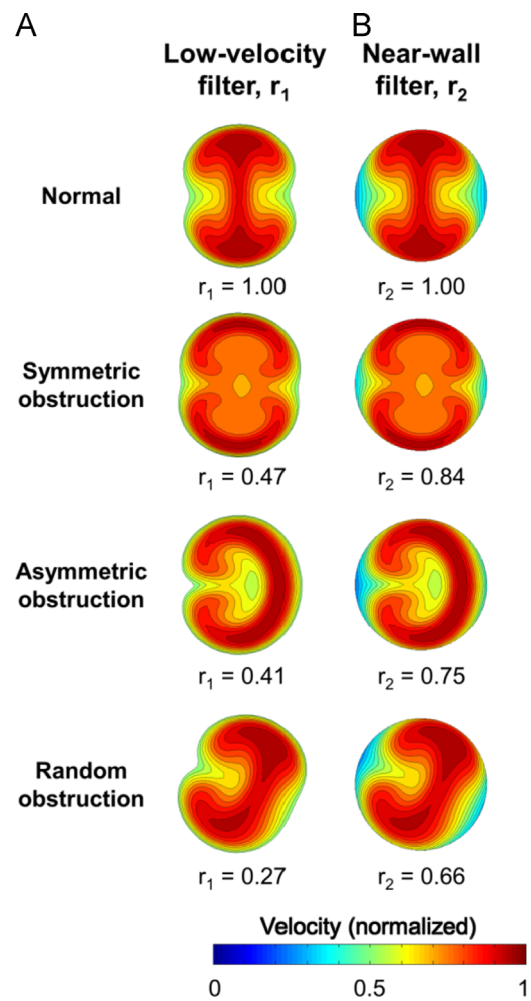 A
B
Low-velocity
filter, r₁
Near-wall
filter, r₂
Normal
r₁ = 1.00
r₂ = 1.00
Symmetric
obstruction
r₁ = 0.47
r₂ = 0.84
Asymmetric
obstruction
r₁ = 0.41
r₂ = 0.75
Random
obstruction
r₁ = 0.27
r₂ = 0.66
Velocity (normalized)
0
0.5
1